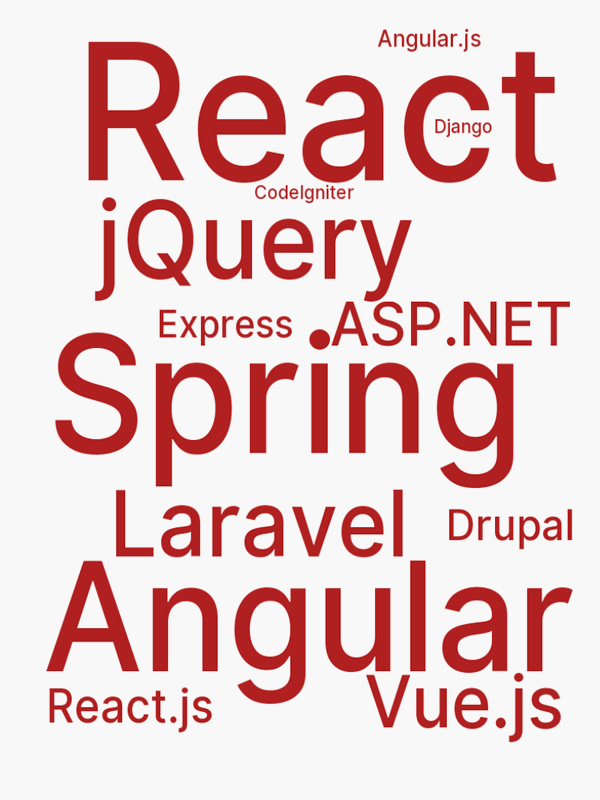 Angular.js
React
Django
CodeIgniter
jQuery
Express
ASP.NET
Spring
Laravel
Drupal
Angular
React.js
Vue.js